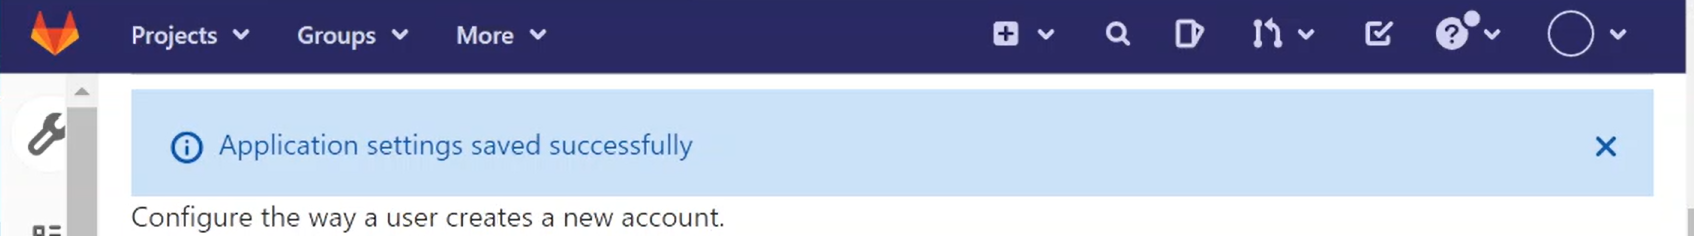 Projects Groups More
Application settings saved successfully
Configure the way a user creates a new account.